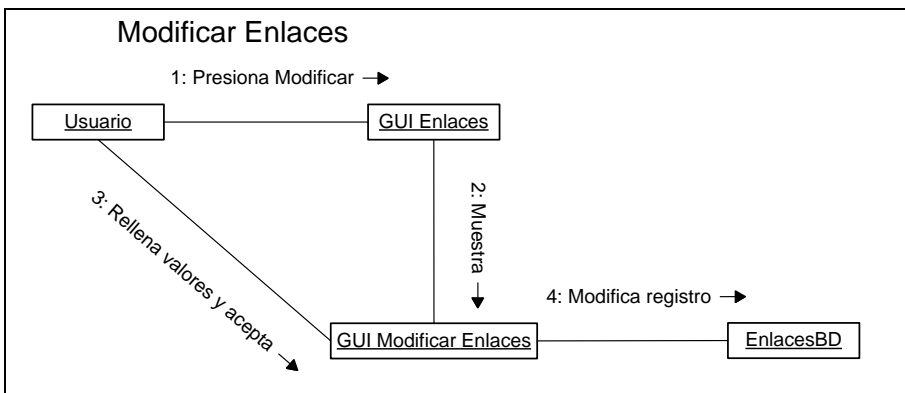 Modificar Enlaces
1: Presiona Modificar
Usuario
GUI Enlaces
2: Muestra
3: Rellena valores y acepta
4: Modifica registro
GUI Modificar Enlaces
EnlacesBD